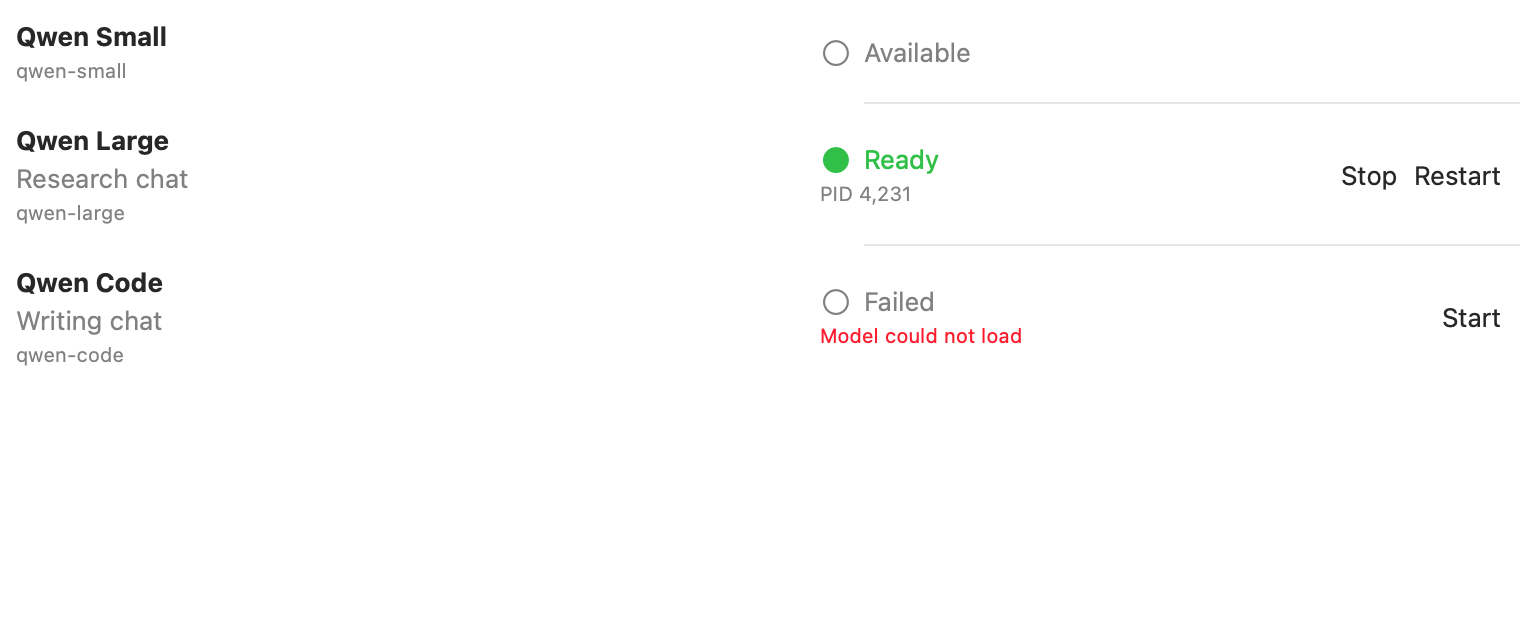 Qwen Small
qwen-small
Available
Qwen Large
Research chat
qwen-large
Ready
PID 4,231
Stop Restart
Qwen Code
Writing chat
qwen-code
Failed
Model could not load
Start